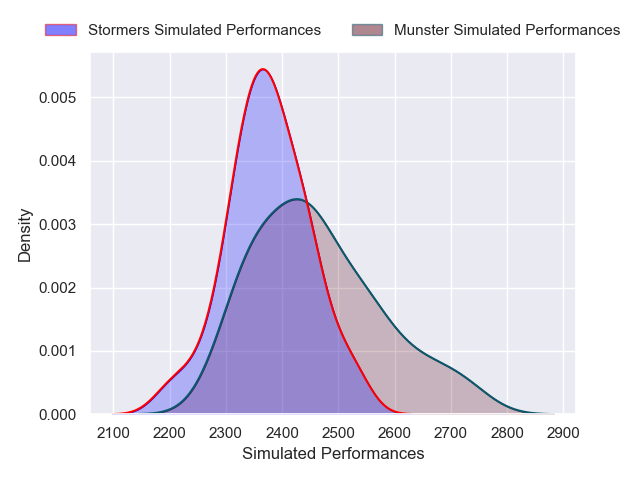 Stormers Simulated Performances Munster Simulated Performances
0.005
0.004
0.003
0.002
0.001
0.000
Density
2100 2200 2300 2400 2500 2600 2700 2800 2900
Simulated Performances